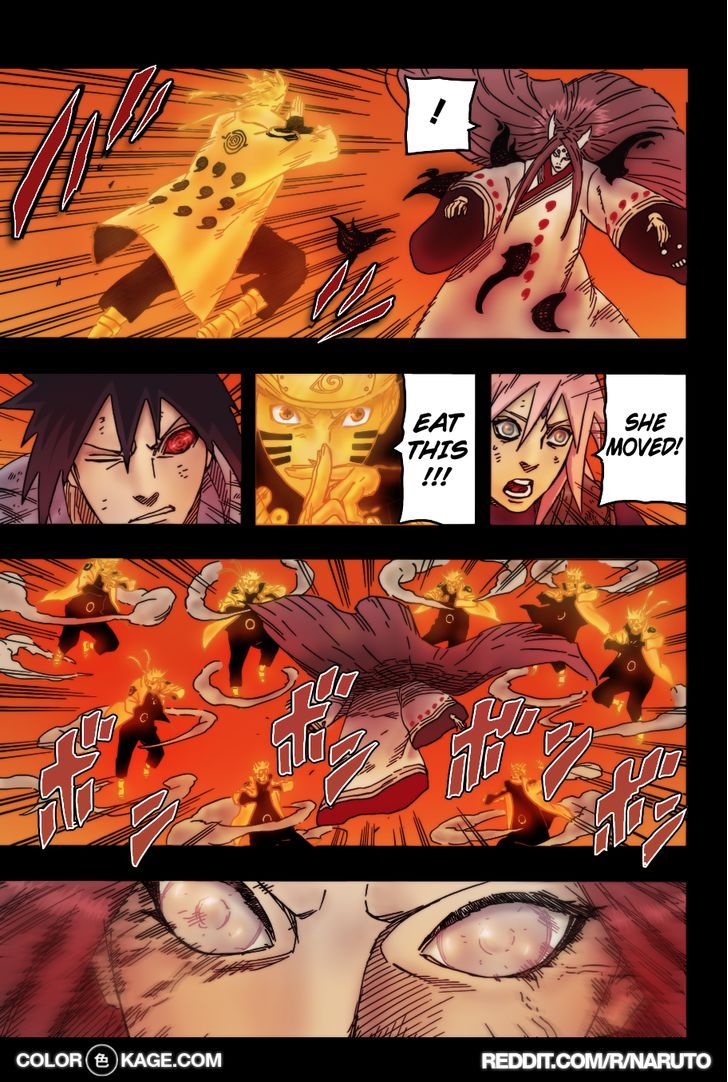 !
SHE
MOVED!
EAT
THIS
!!!
ボン
ボン
ボン
ボン
COLOR 色 KAGE.COM
REDDIT.COM/R/NARUTO